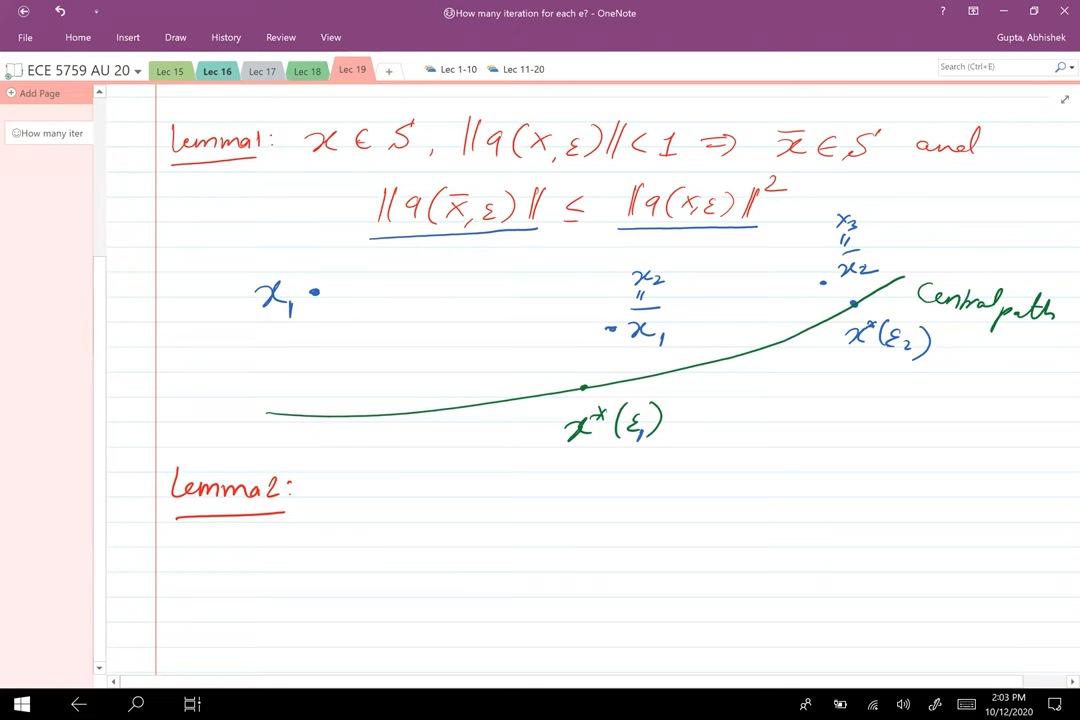 How many iteration for each e? - OneNote
File Home Insert Draw History Review View
Gupta, Abhishek
ECE 5759 AU 20
Lec 15
Lec 16
Lec 17
Lec 18
Lec 19
Lec 1-10
Lec 11-20
Search (Ctrl+E)
Add Page
How many iter
Lemma1: x ∈ S, ||q(x,ε)|| < 1 ⇒ x̄ ∈ S and
||q(x̄,ε)|| ≤ ||q(x,ε)||²
x₃
=
x̄₂
x₂
=
x̄₁
x₁
Central path
x*(ε₂)
x*(ε₁)
Lemma2:
2:03 PM
10/12/2020